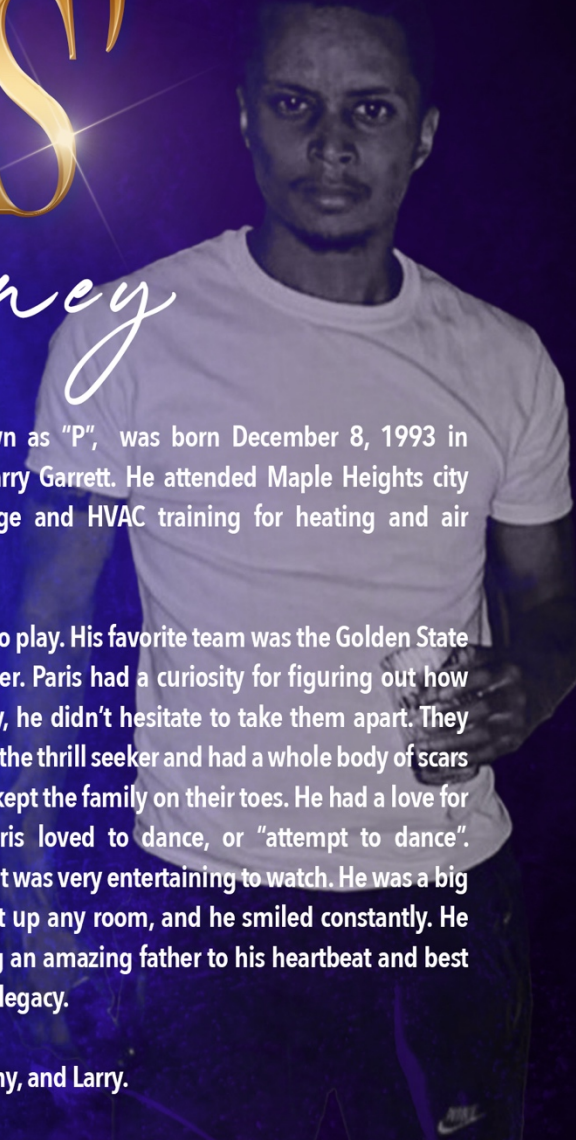 S"
ney
wn as “P”, was born December 8, 1993 in
arry Garrett. He attended Maple Heights city
ge and HVAC training for heating and air
o play. His favorite team was the Golden State
er. Paris had a curiosity for figuring out how
y, he didn’t hesitate to take them apart. They
the thrill seeker and had a whole body of scars
kept the family on their toes. He had a love for
ris loved to dance, or “attempt to dance”.
t was very entertaining to watch. He was a big
t up any room, and he smiled constantly. He
g an amazing father to his heartbeat and best
legacy.
ny, and Larry.
NIKE